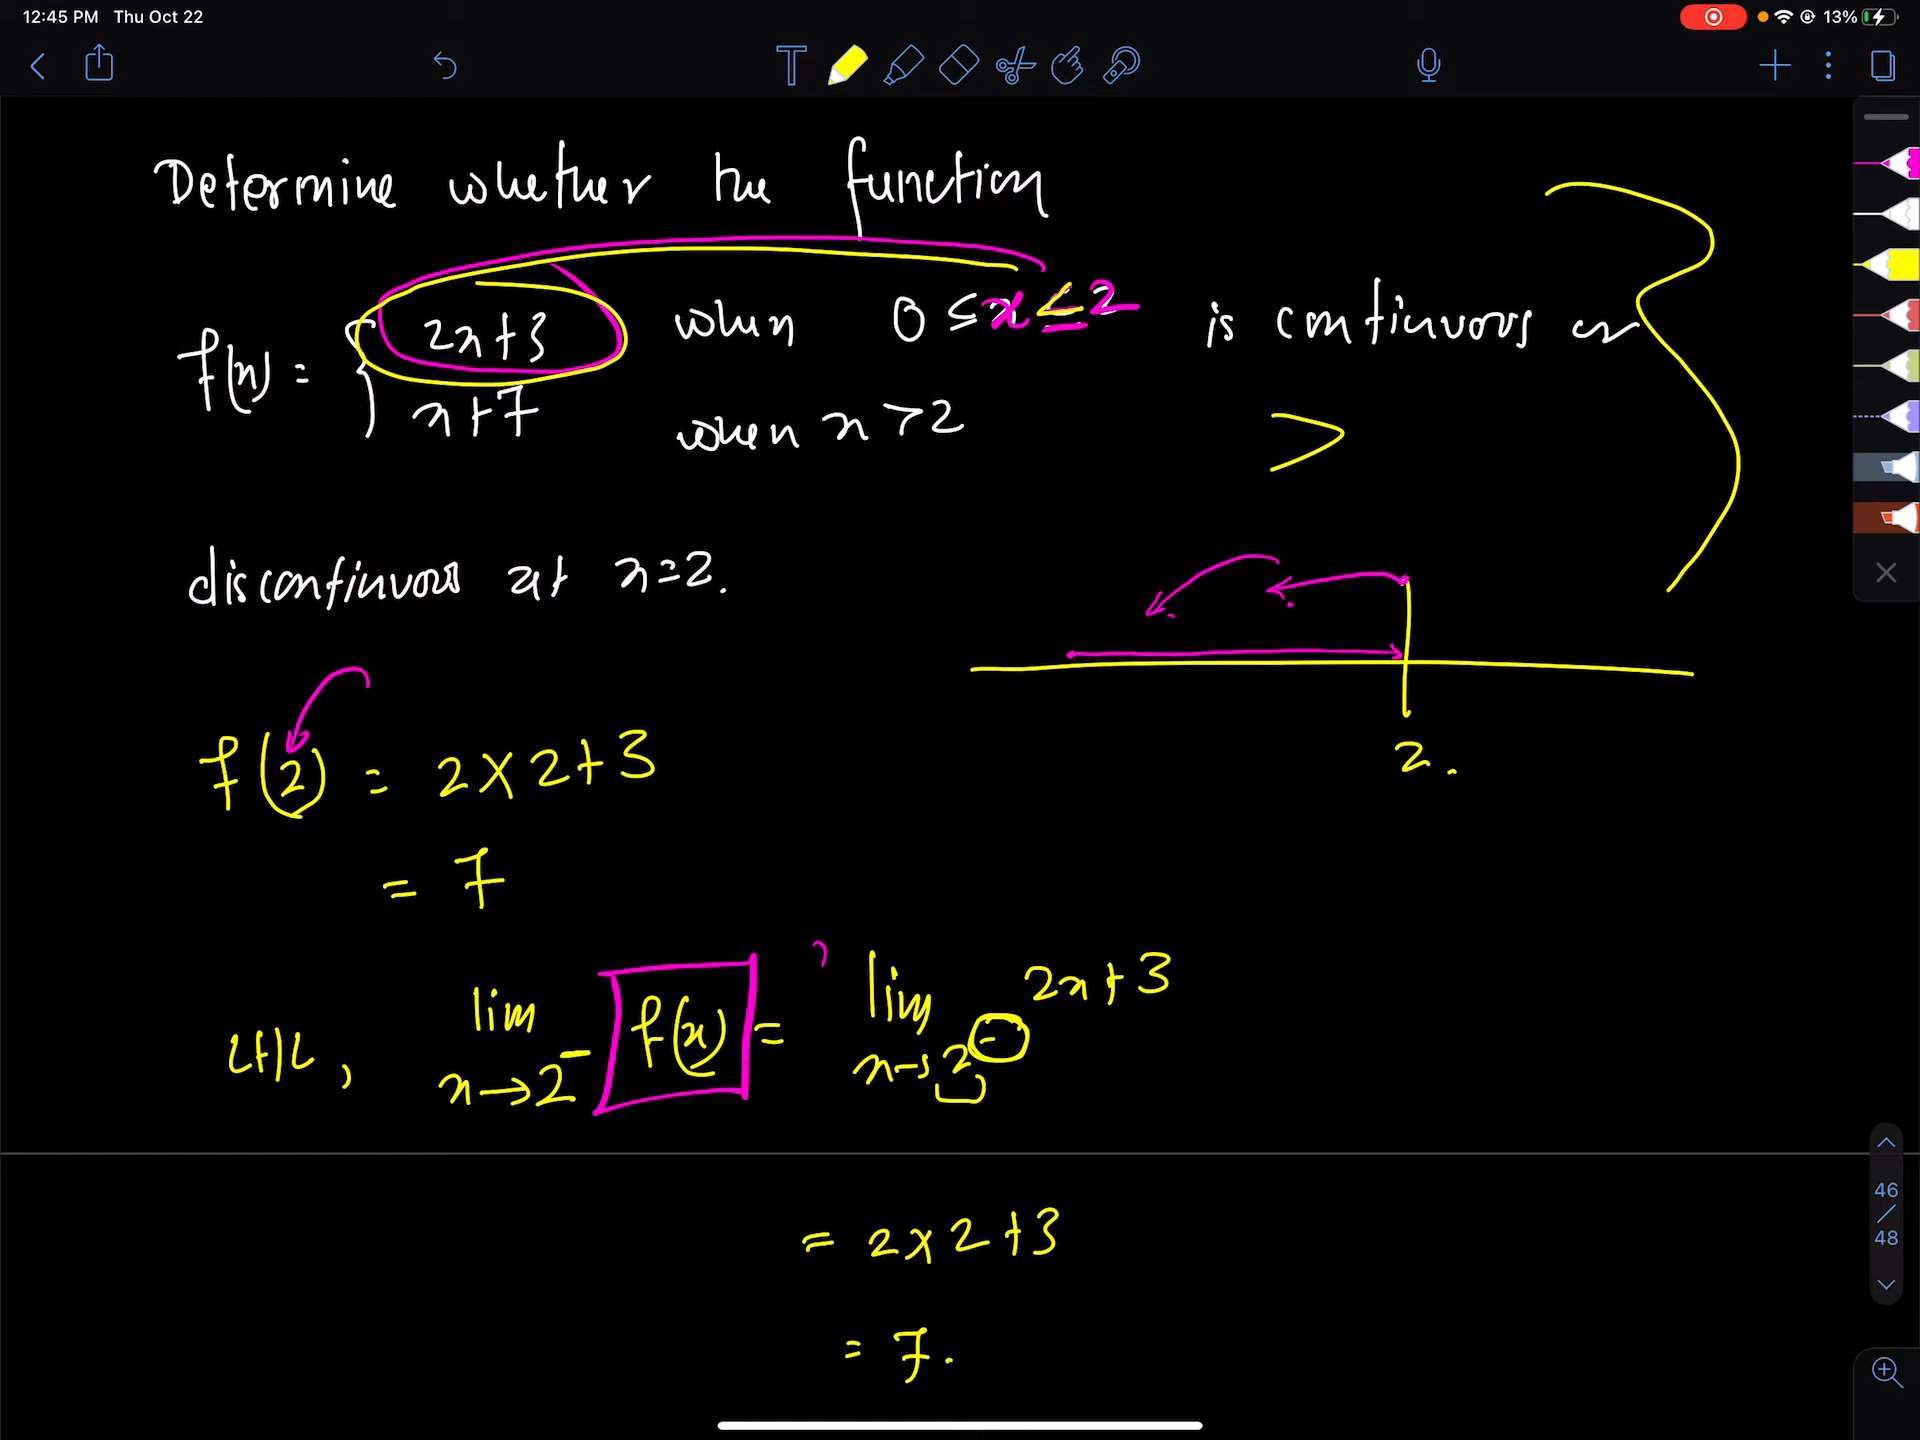 12:45 PM Thu Oct 22
13%
Determine whether the function
f(x) = { 2x+3 when 0 ≤ x ≤ 2 is continuous or
x+7 when x > 2
>
discontinuous at x=2.
2.
f(2) = 2×2+3
= 7
LHL, lim x→2⁻ f(x) = lim x→2⁻ 2x+3
= 2×2+3
= 7.
46
/
48